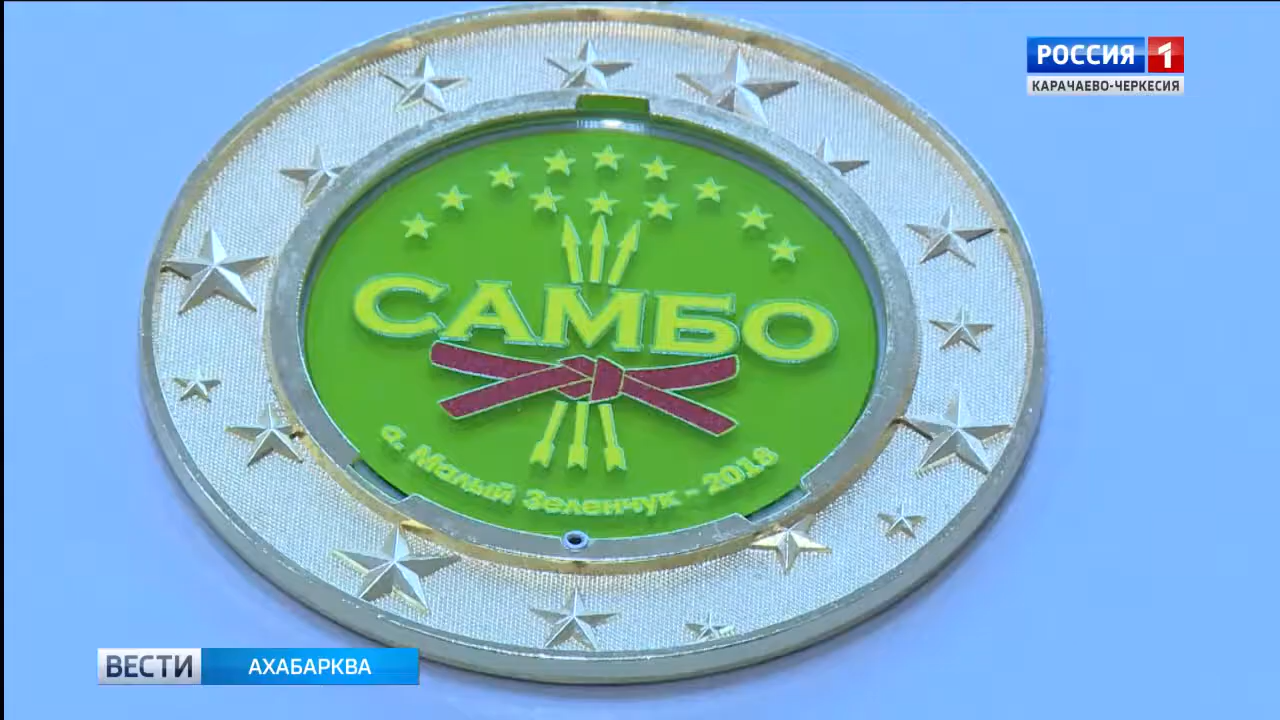 РОССИЯ 1
КАРАЧАЕВО-ЧЕРКЕСИЯ
САМБО
а. Малый Зеленчук - 2018
ВЕСТИ АХАБАРКВА